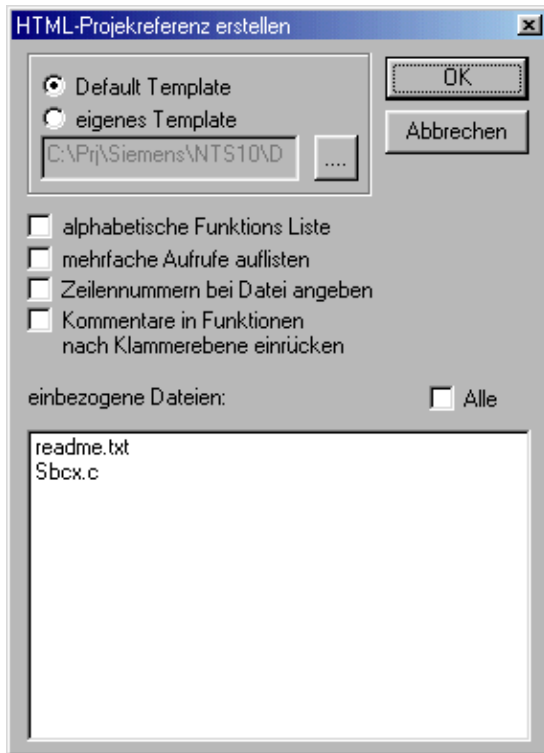 HTML-Projekreferenz erstellen
Default Template
eigenes Template
C:\Prj\Siemens\NTS10\D
....
OK
Abbrechen
alphabetische Funktions Liste
mehrfache Aufrufe auflisten
Zeilennummern bei Datei angeben
Kommentare in Funktionen
nach Klammerebene einrücken
einbezogene Dateien:
Alle
readme.txt
Sbcx.c